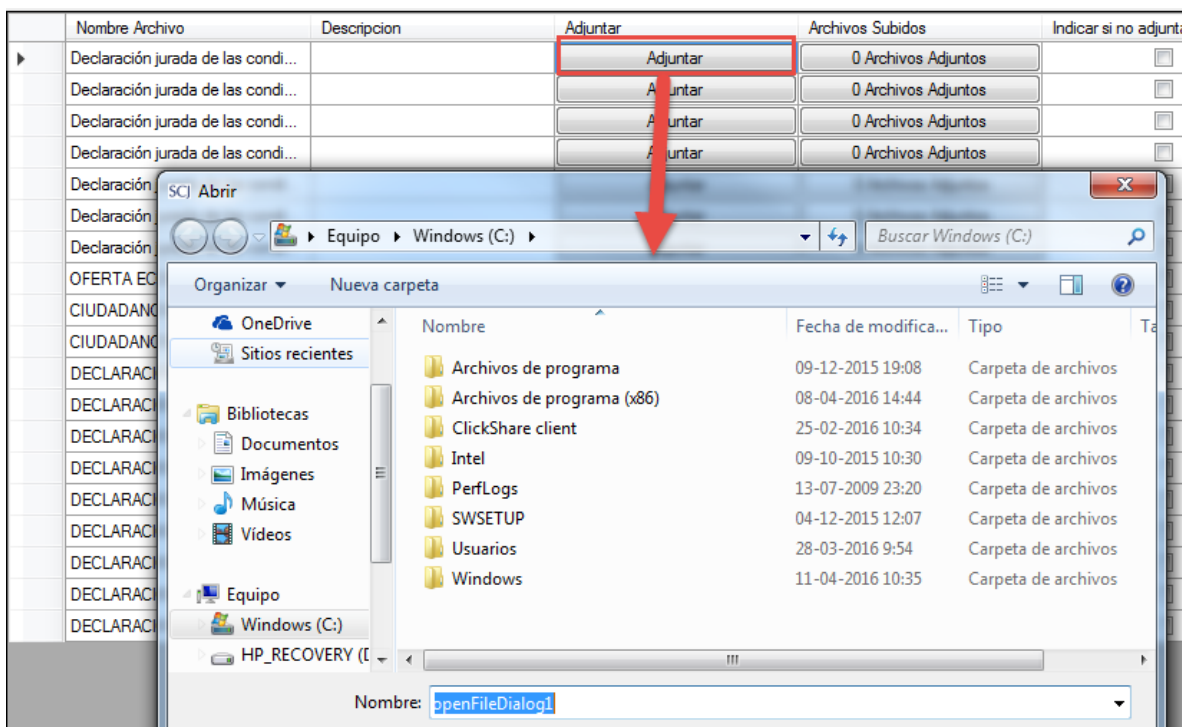 Nombre Archivo Descripcion Adjuntar Archivos Subidos Indicar si no adjunta
Declaración jurada de las condi... Adjuntar 0 Archivos Adjuntos
Declaración jurada de las condi... Adjuntar 0 Archivos Adjuntos
Declaración jurada de las condi... Adjuntar 0 Archivos Adjuntos
Declaración jurada de las condi... Adjuntar 0 Archivos Adjuntos
Declaración
SCJ Abrir
Declaración
Equipo Windows (C:) Buscar Windows (C:)
Declaración
OFERTA EC
Organizar Nueva carpeta
CIUDADANO
OneDrive Nombre Fecha de modifica... Tipo Ta
CIUDADANO
Sitios recientes
DECLARACI
Archivos de programa 09-12-2015 19:08 Carpeta de archivos
DECLARACI
Bibliotecas Archivos de programa (x86) 08-04-2016 14:44 Carpeta de archivos
DECLARACI
Documentos ClickShare client 25-02-2016 10:34 Carpeta de archivos
DECLARACI
Imágenes Intel 09-10-2015 10:30 Carpeta de archivos
DECLARACI
Música PerfLogs 13-07-2009 23:20 Carpeta de archivos
DECLARACI
Vídeos SWSETUP 04-12-2015 12:07 Carpeta de archivos
DECLARACI
Usuarios 28-03-2016 9:54 Carpeta de archivos
DECLARACI
Equipo Windows 11-04-2016 10:35 Carpeta de archivos
DECLARACI
Windows (C:)
HP_RECOVERY (D
Nombre: openFileDialog1